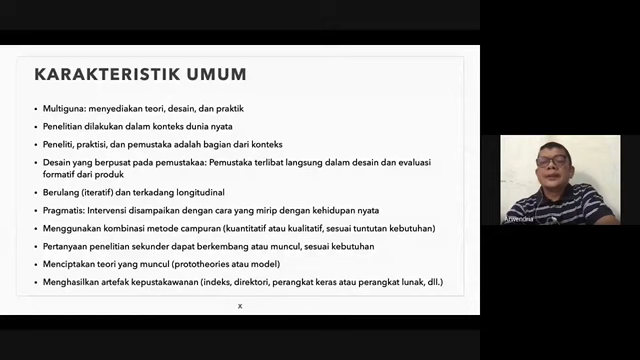 KARAKTERISTIK UMUM
• Multiguna: menyediakan teori, desain, dan praktik
• Penelitian dilakukan dalam konteks dunia nyata
• Peneliti, praktisi, dan pemustaka adalah bagian dari konteks
• Desain yang berpusat pada pemustakaa: Pemustaka terlibat langsung dalam desain dan evaluasi
formatif dari produk
• Berulang (iteratif) dan terkadang longitudinal
• Pragmatis: Intervensi disampaikan dengan cara yang mirip dengan kehidupan nyata
• Menggunakan kombinasi metode campuran (kuantitatif atau kualitatif, sesuai tuntutan kebutuhan)
• Pertanyaan penelitian sekunder dapat berkembang atau muncul, sesuai kebutuhan
• Menciptakan teori yang muncul (prototheories atau model)
• Menghasilkan artefak kepustakawanan (indeks, direktori, perangkat keras atau perangkat lunak, dll.)
x